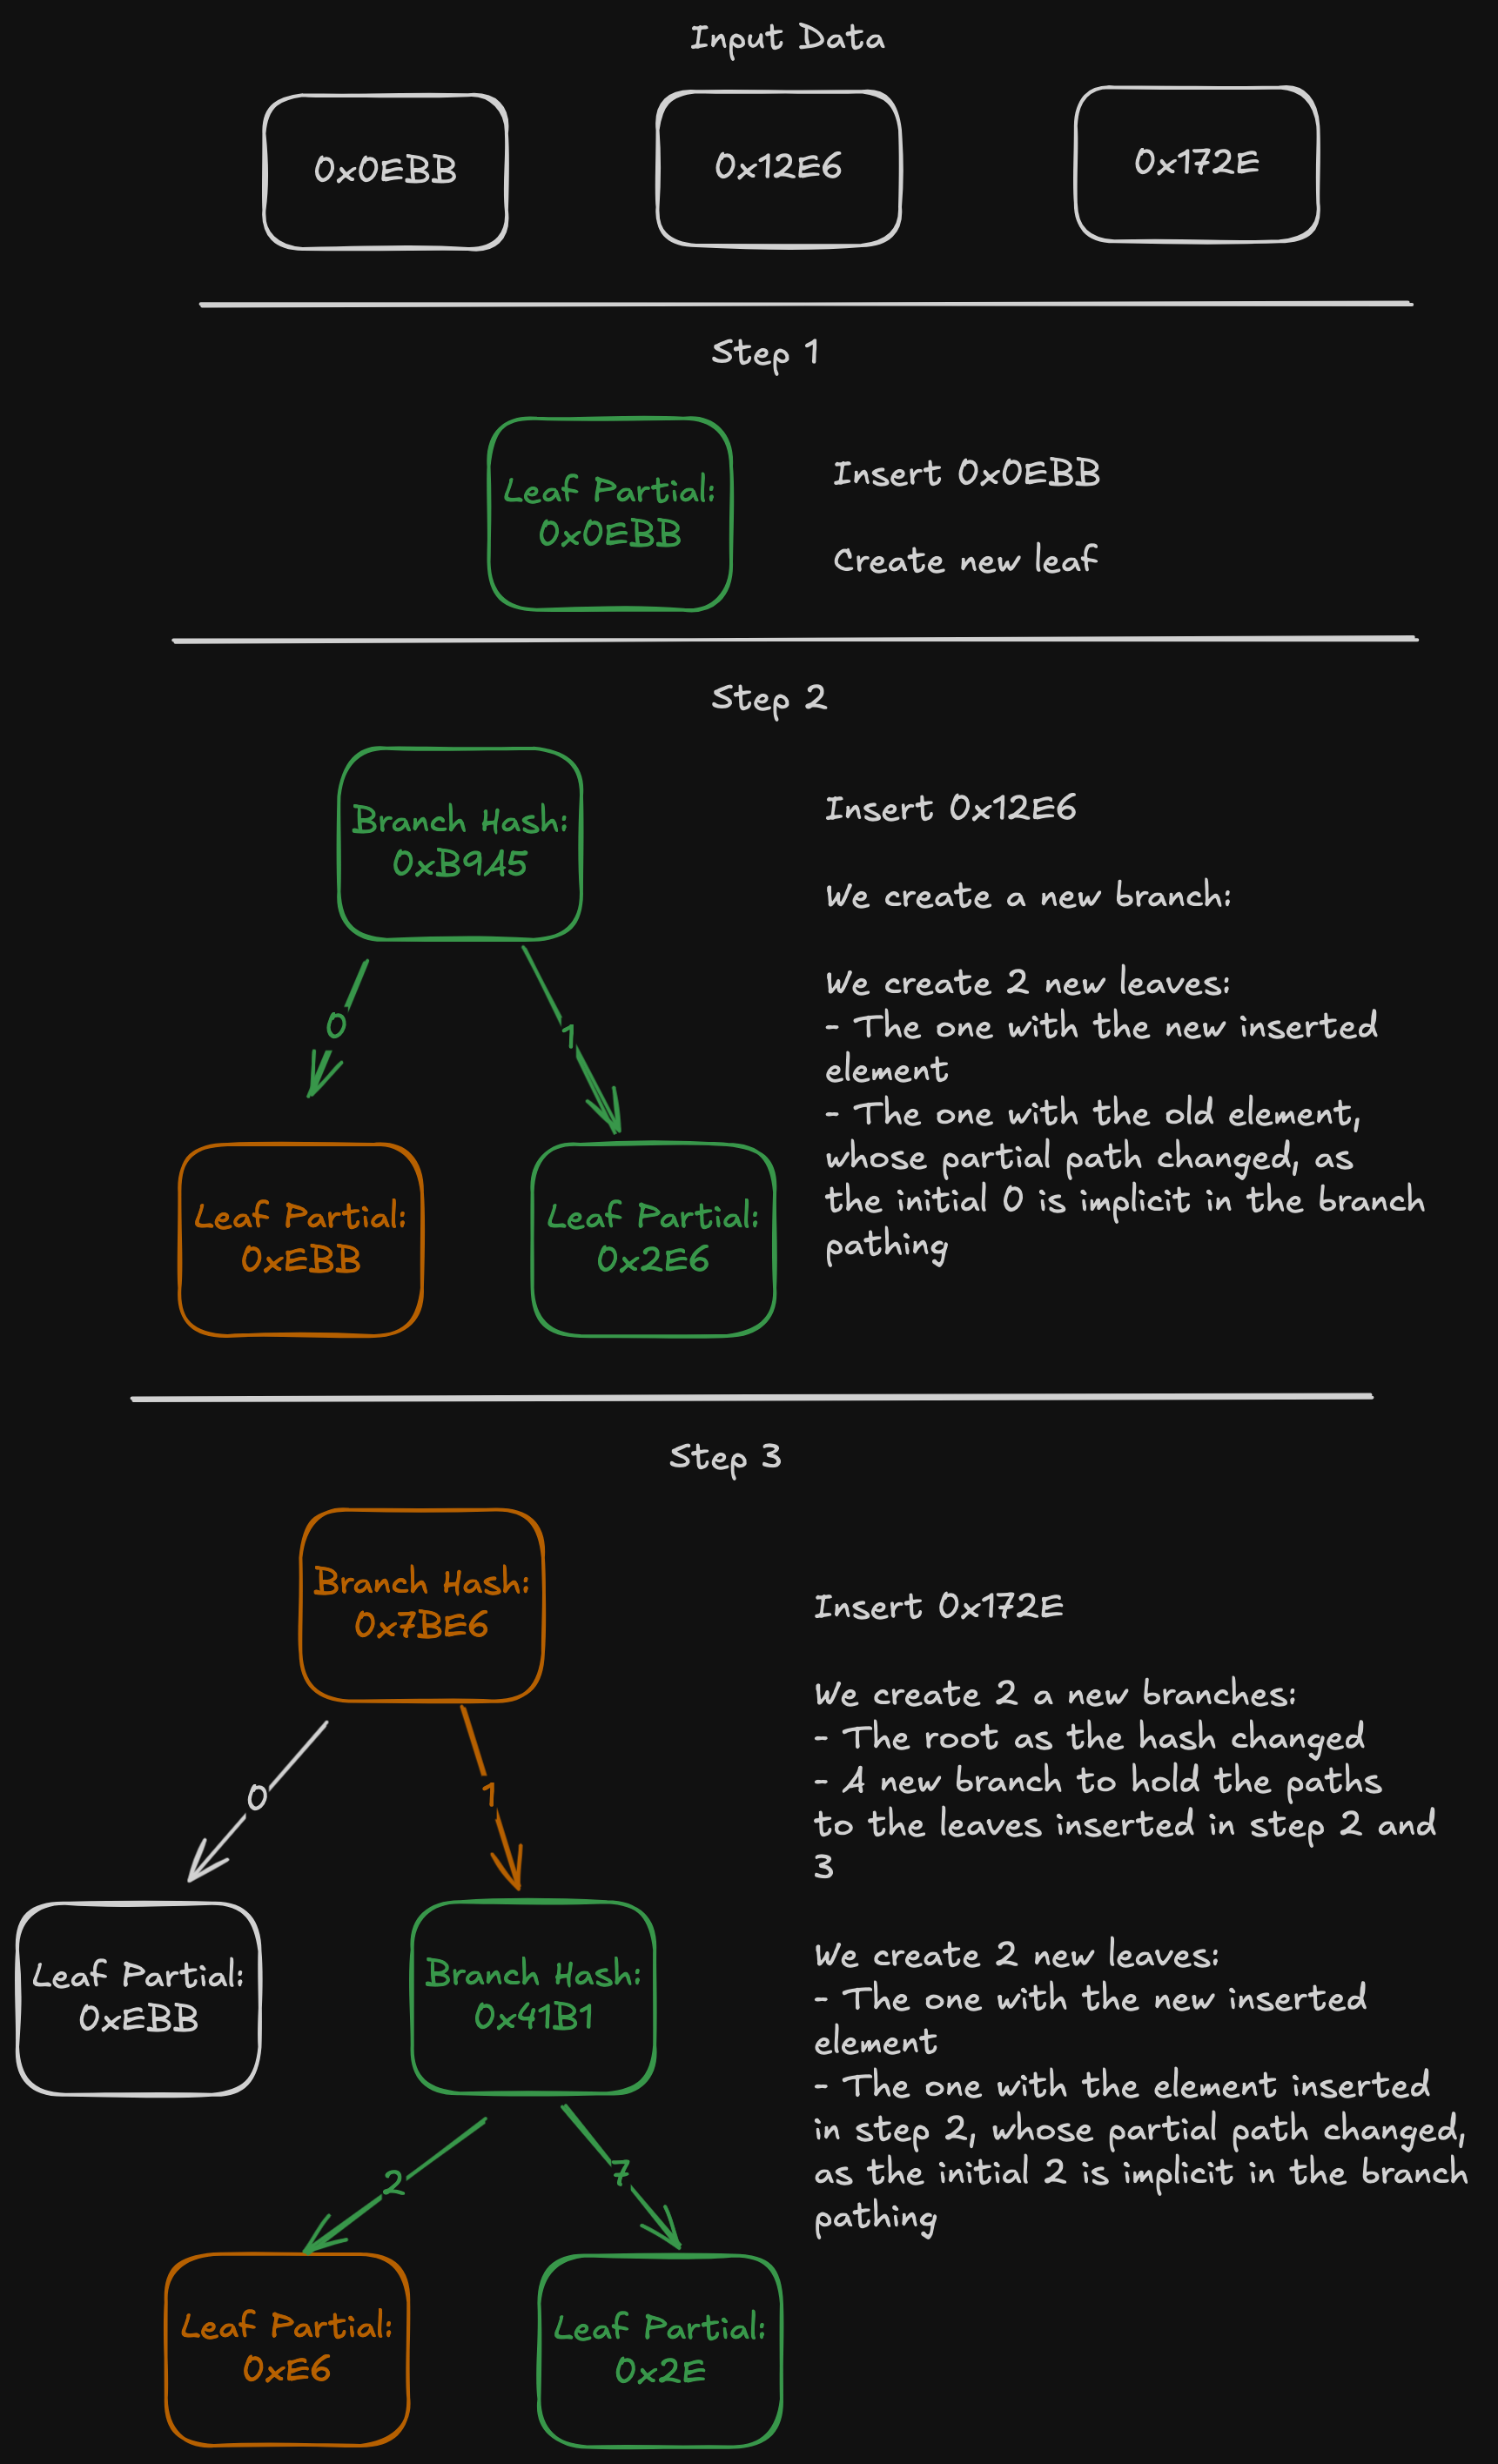 Input Data
0x0EBB
0x12E6
0x172E
Step 1
Leaf Partial:
0x0EBB
Insert 0x0EBB
Create new leaf
Step 2
Branch Hash:
0xB9A5
0
1
Leaf Partial:
0xEBB
Leaf Partial:
0x2E6
Insert 0x12E6
We create a new branch:
We create 2 new leaves:
- The one with the new inserted
element
- The one with the old element,
whose partial path changed, as
the initial 0 is implicit in the branch
pathing
Step 3
Branch Hash:
0x7BE6
0
1
Leaf Partial:
0xEBB
Branch Hash:
0x41B1
2
7
Leaf Partial:
0xE6
Leaf Partial:
0x2E
Insert 0x172E
We create 2 a new branches:
- The root as the hash changed
- A new branch to hold the paths
to the leaves inserted in step 2 and
3
We create 2 new leaves:
- The one with the new inserted
element
- The one with the element inserted
in step 2, whose partial path changed,
as the initial 2 is implicit in the branch
pathing